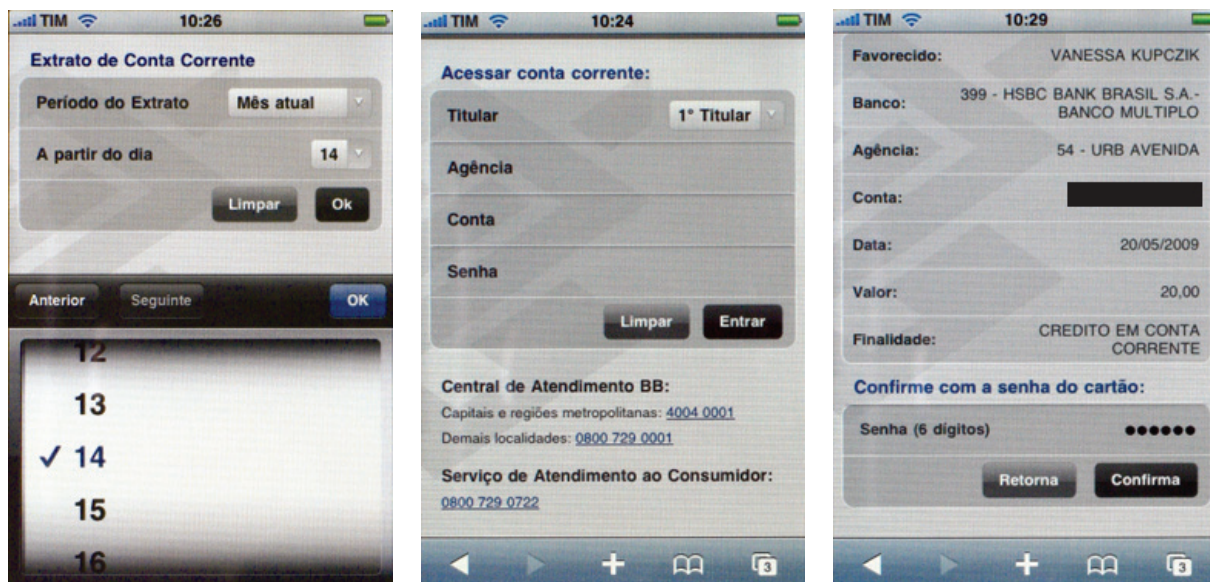 TIM 10:26
Extrato de Conta Corrente
Período do Extrato Mês atual
A partir do dia 14
Limpar Ok
Anterior Seguinte OK
12
13
✓ 14
15
16
TIM 10:24
Acessar conta corrente:
Titular 1° Titular
Agência
Conta
Senha
Limpar Entrar
Central de Atendimento BB:
Capitais e regiões metropolitanas: 4004 0001
Demais localidades: 0800 729 0001
Serviço de Atendimento ao Consumidor:
0800 729 0722
3
TIM 10:29
Favorecido: VANESSA KUPCZIK
Banco: 399 - HSBC BANK BRASIL S.A.-
BANCO MULTIPLO
Agência: 54 - URB AVENIDA
Conta:
Data: 20/05/2009
Valor: 20,00
Finalidade: CREDITO EM CONTA
CORRENTE
Confirme com a senha do cartão:
Senha (6 dígitos) ●●●●●●
Retorna Confirma
3